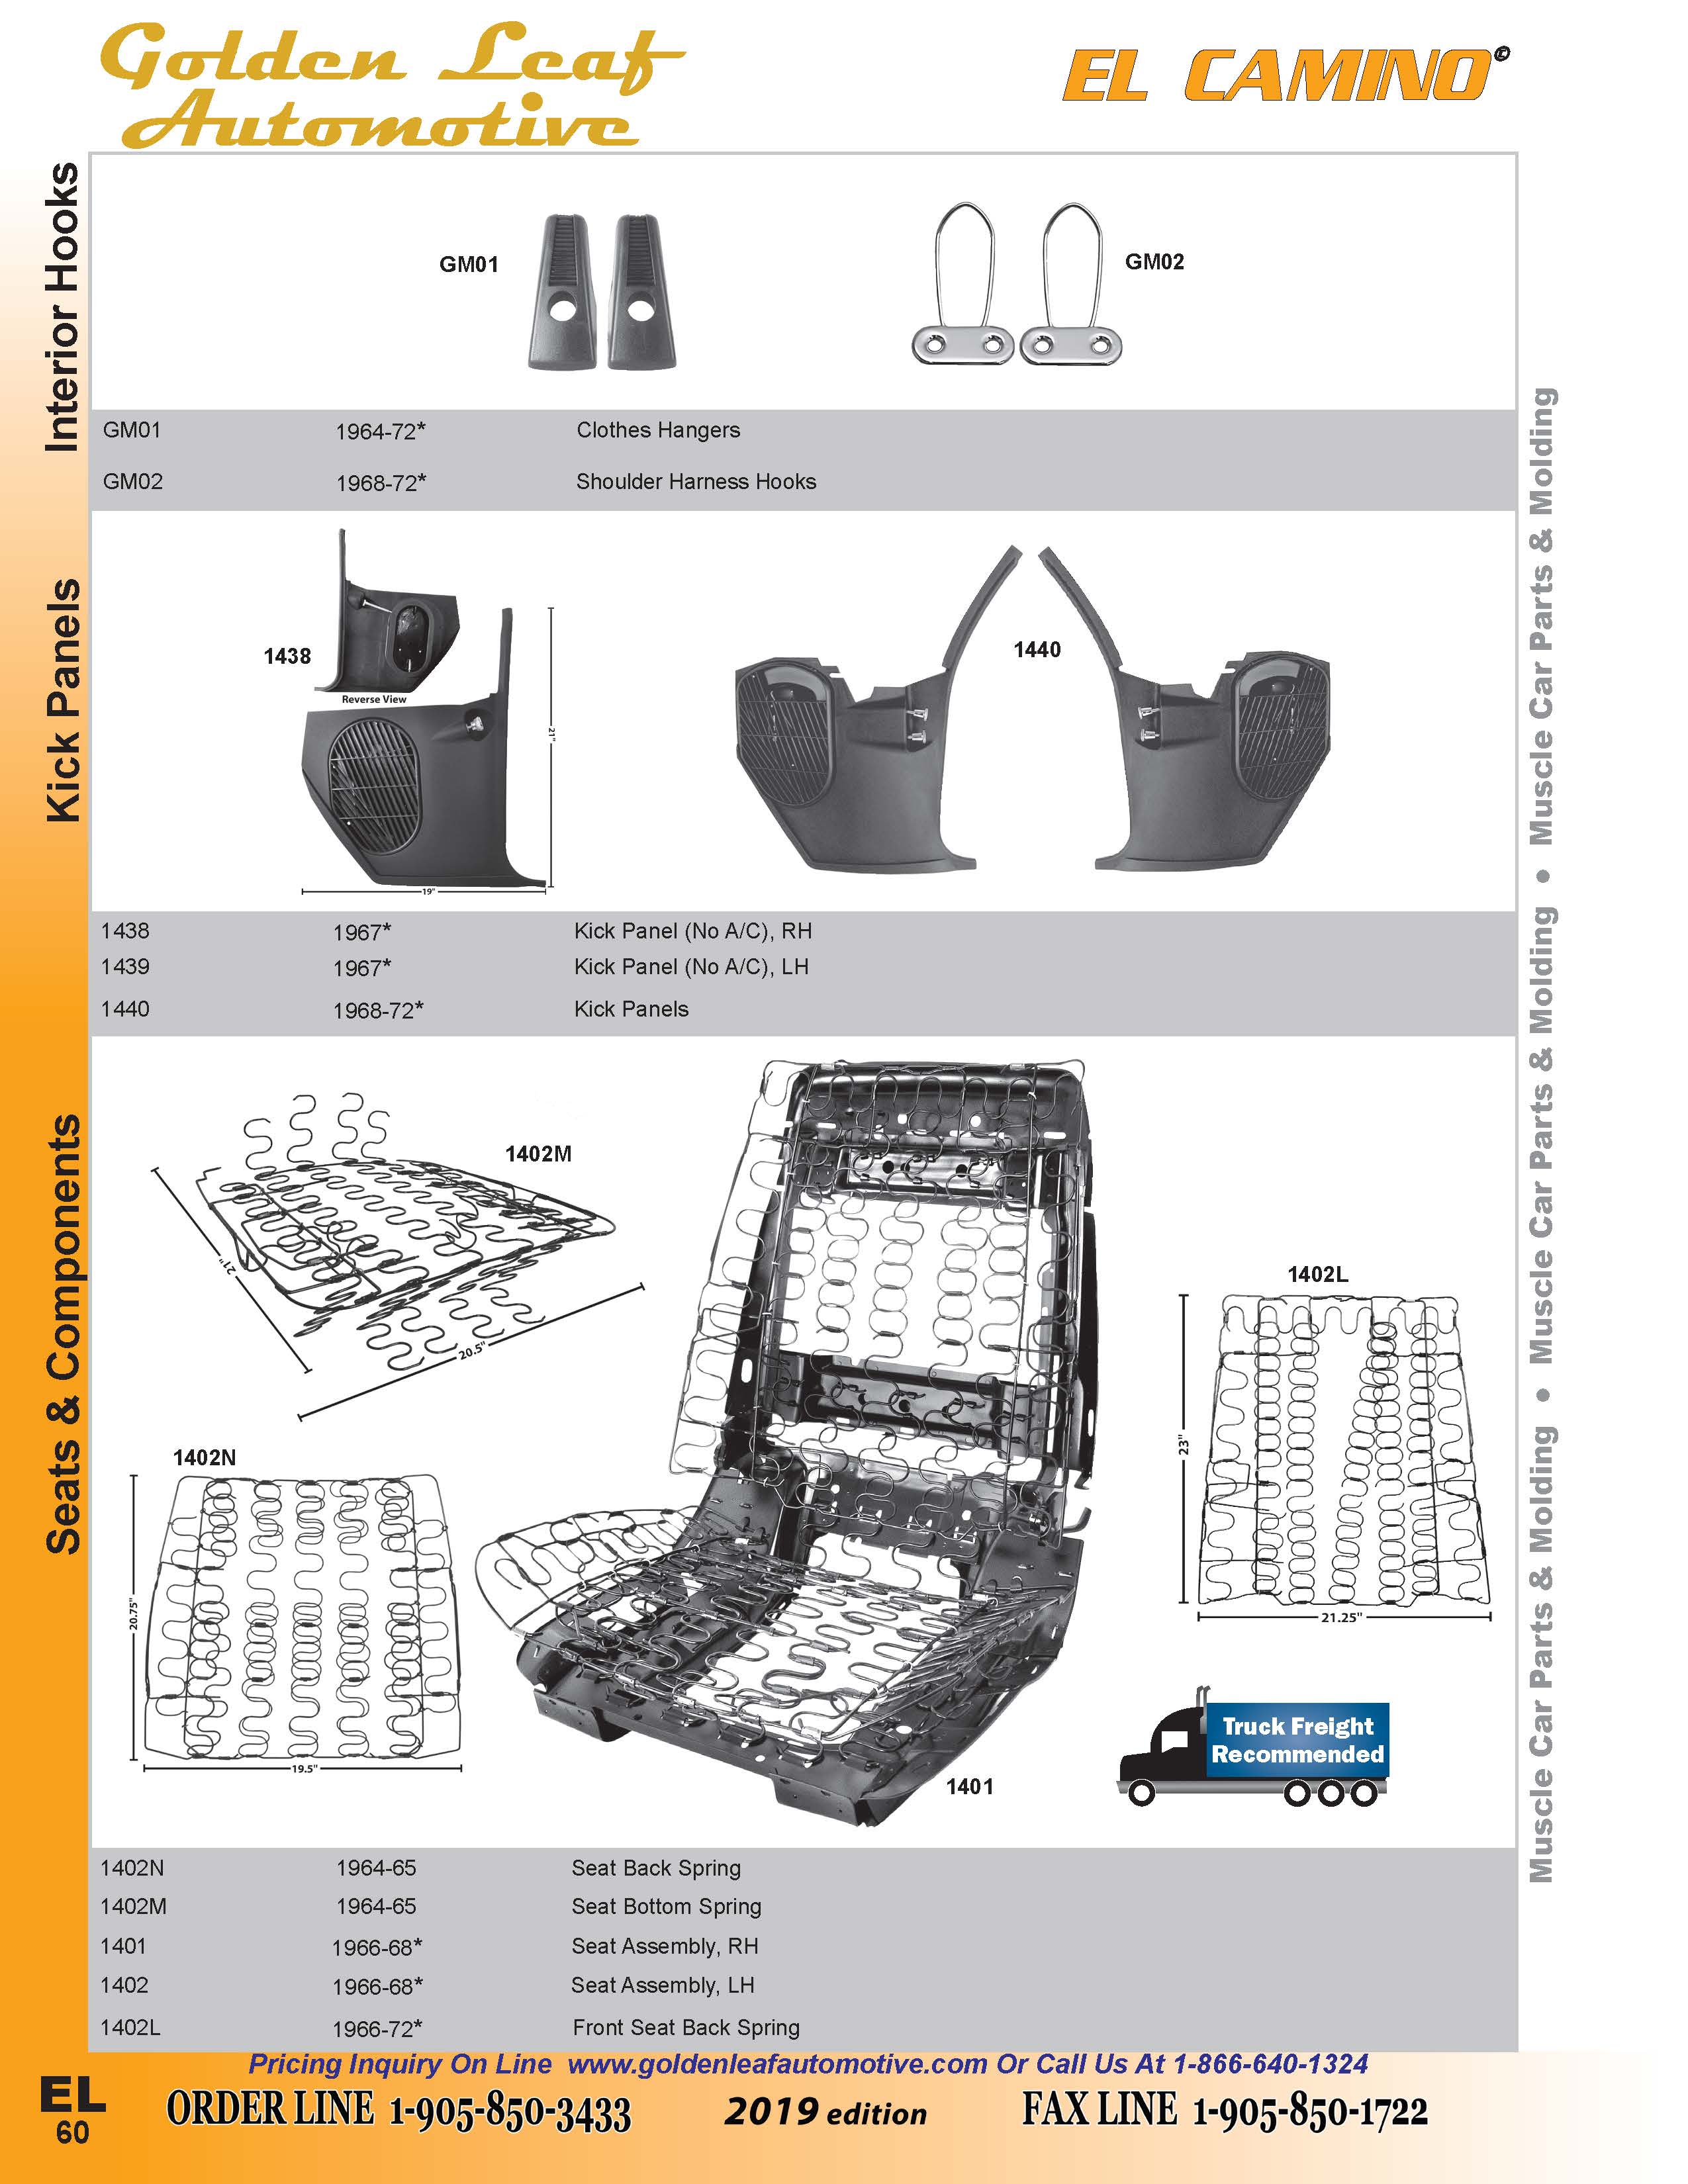 Golden Leaf
Automotive
EL CAMINO©
Interior Hooks
GM01
GM02
GM01 1964-72* Clothes Hangers
GM02 1968-72* Shoulder Harness Hooks
Kick Panels
1438
Reverse View
21"
19"
1440
1438 1967* Kick Panel (No A/C), RH
1439 1967* Kick Panel (No A/C), LH
1440 1968-72* Kick Panels
Seats & Components
1402M
21"
20.5"
1402N
20.75"
19.5"
1401
1402L
23"
21.25"
Truck Freight
Recommended
1402N 1964-65 Seat Back Spring
1402M 1964-65 Seat Bottom Spring
1401 1966-68* Seat Assembly, RH
1402 1966-68* Seat Assembly, LH
1402L 1966-72* Front Seat Back Spring
Muscle Car Parts & Molding • Muscle Car Parts & Molding • Muscle Car Parts & Molding
Pricing Inquiry On Line www.goldenleafautomotive.com Or Call Us At 1-866-640-1324
EL
60
ORDER LINE 1-905-850-3433 2019 edition FAX LINE 1-905-850-1722